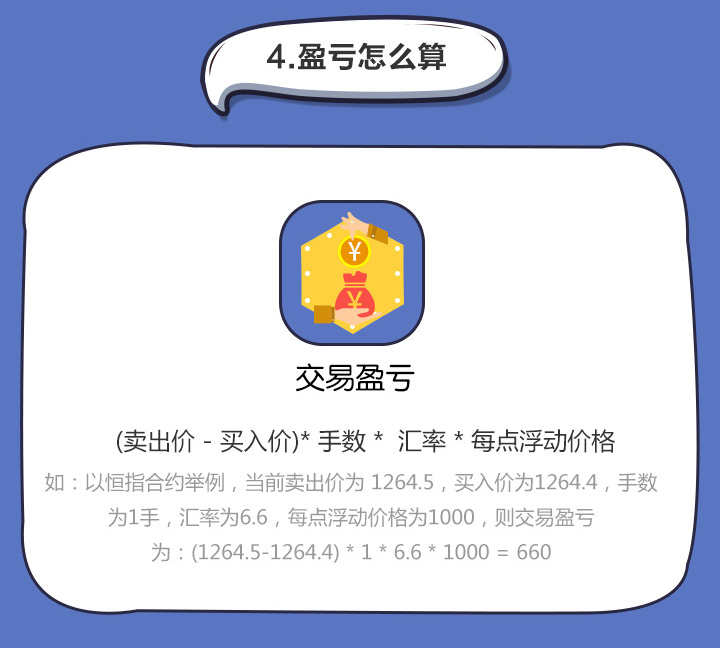 4.盈亏怎么算
¥
¥
交易盈亏
(卖出价 - 买入价)* 手数 * 汇率 * 每点浮动价格
如：以恒指合约举例，当前卖出价为 1264.5，买入价为1264.4，手数
为1手，汇率为6.6，每点浮动价格为1000，则交易盈亏
为：(1264.5-1264.4) * 1 * 6.6 * 1000 = 660